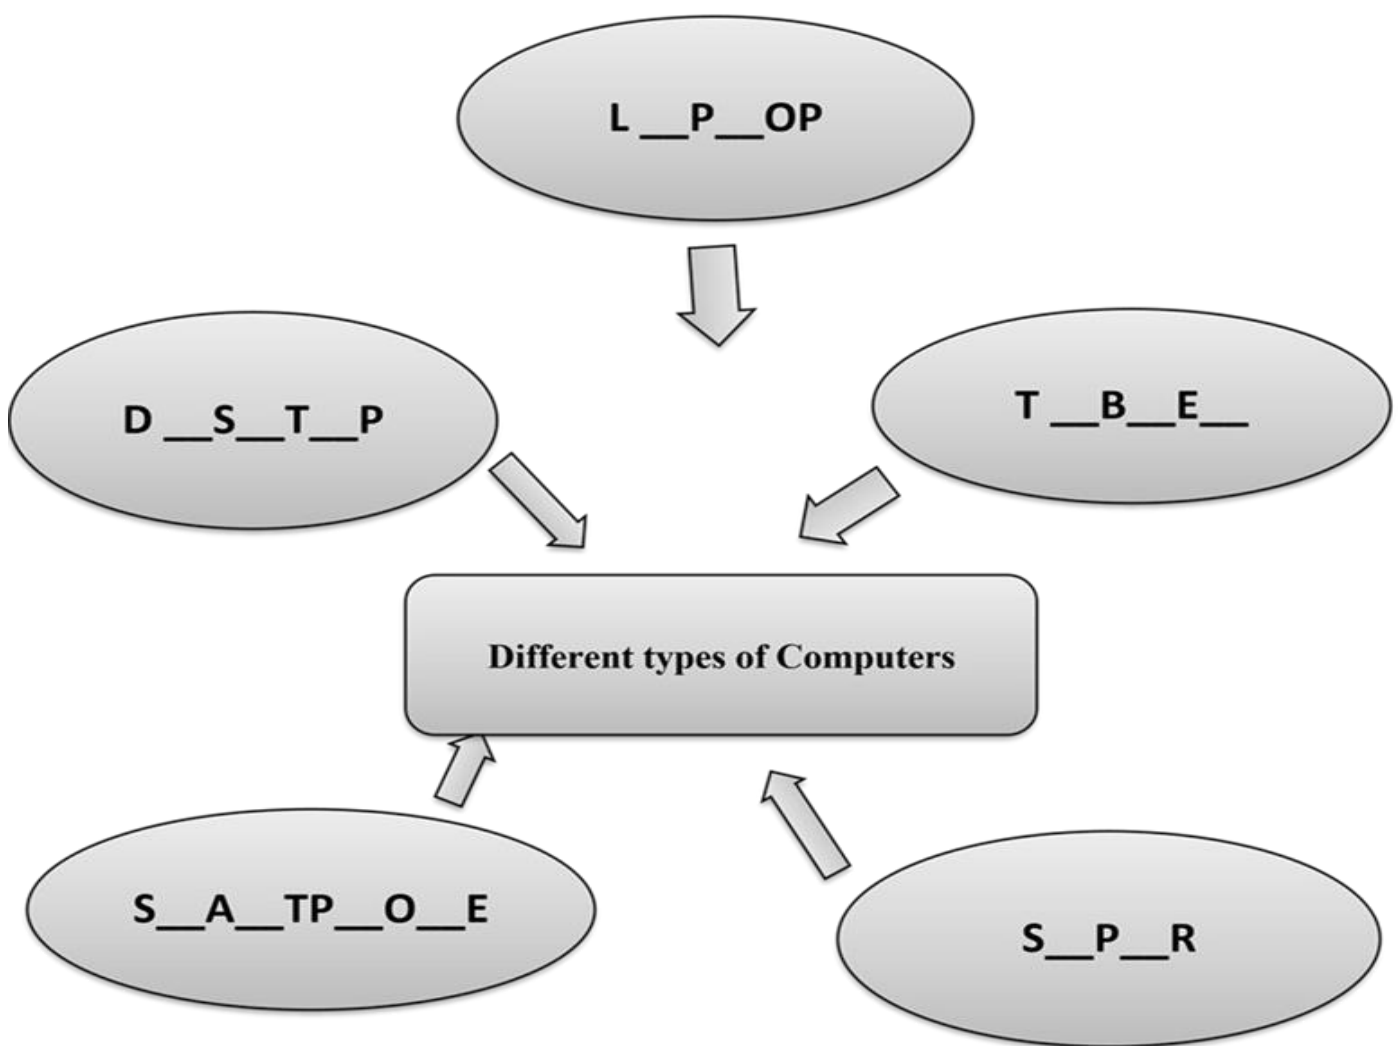 L __P__OP
D __S__T__P
T __B__E__
Different types of Computers
S__A__TP__O__E
S__P__R